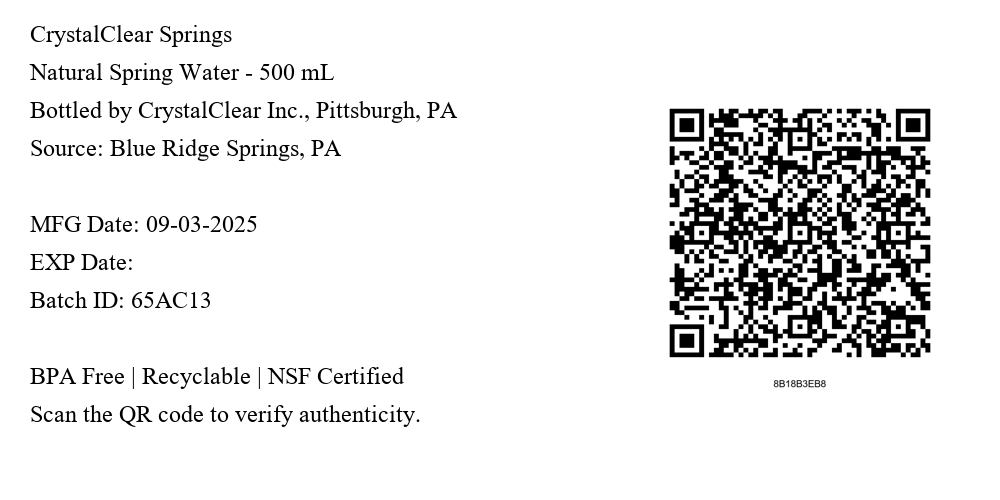 CrystalClear Springs
Natural Spring Water - 500 mL
Bottled by CrystalClear Inc., Pittsburgh, PA
Source: Blue Ridge Springs, PA
MFG Date: 09-03-2025
EXP Date:
Batch ID: 65AC13
BPA Free | Recyclable | NSF Certified
Scan the QR code to verify authenticity.
8B18B3EB8